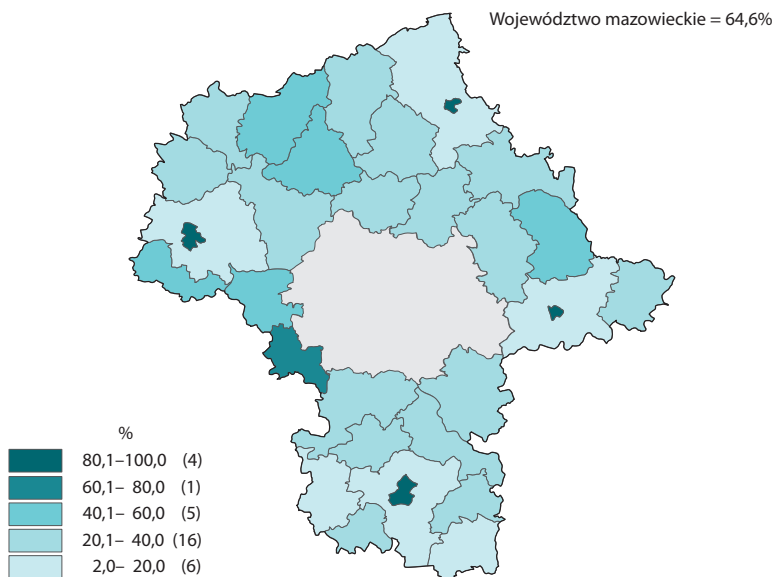 Województwo mazowieckie = 64,6%
%
80,1–100,0 (4)
60,1– 80,0 (1)
40,1– 60,0 (5)
20,1– 40,0 (16)
2,0– 20,0 (6)